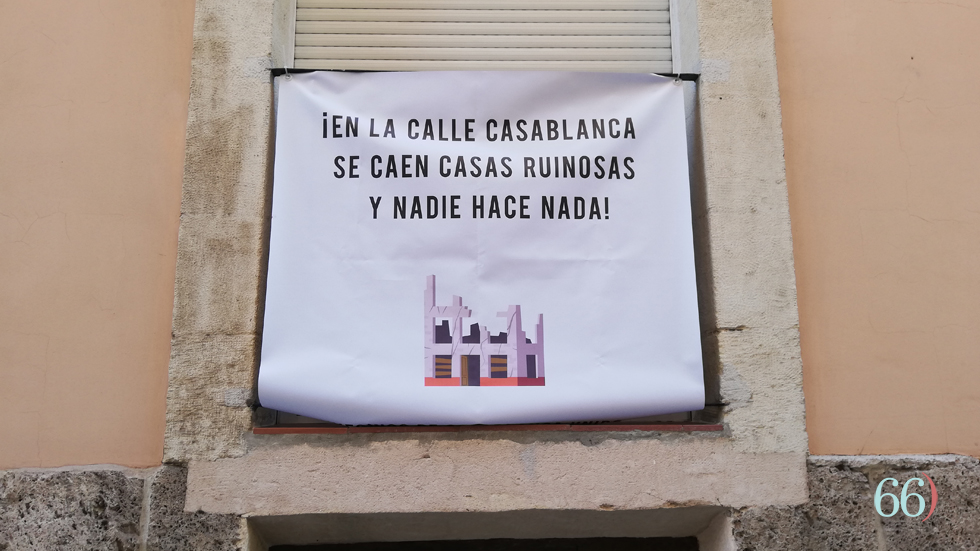 ¡EN LA CALLE CASABLANCA
SE CAEN CASAS RUINOSAS
Y NADIE HACE NADA!
66)